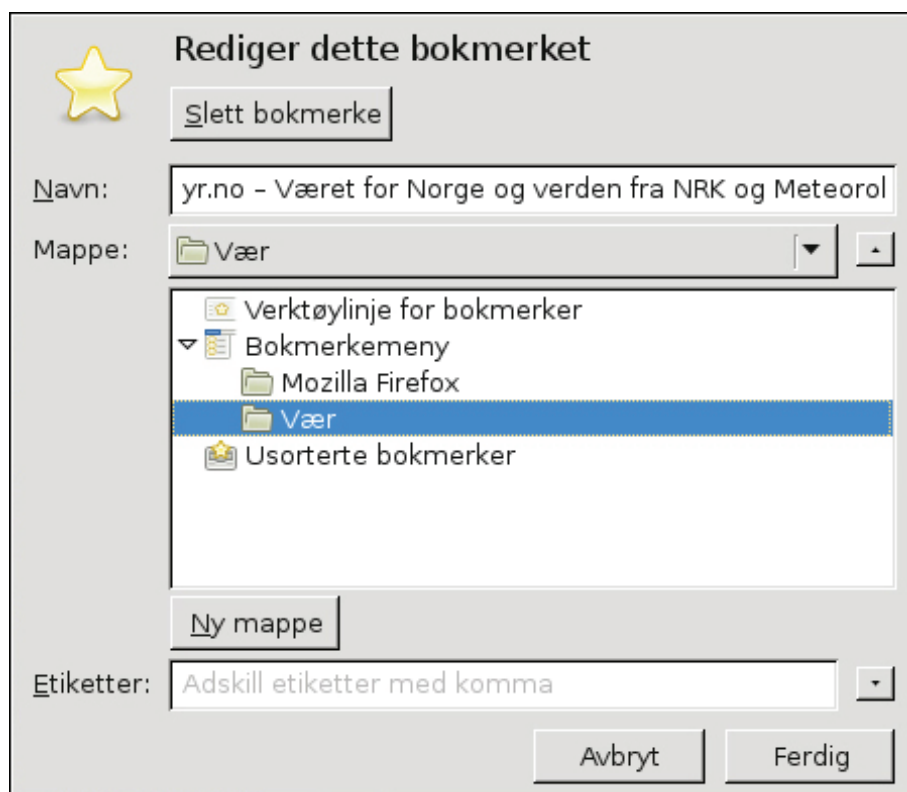 Rediger dette bokmerket
Slett bokmerke
Navn: yr.no – Været for Norge og verden fra NRK og Meteorol
Mappe: Vær
Verktøylinje for bokmerker
Bokmerkemeny
Mozilla Firefox
Vær
Usorterte bokmerker
Ny mappe
Etiketter: Adskill etiketter med komma
Avbryt Ferdig